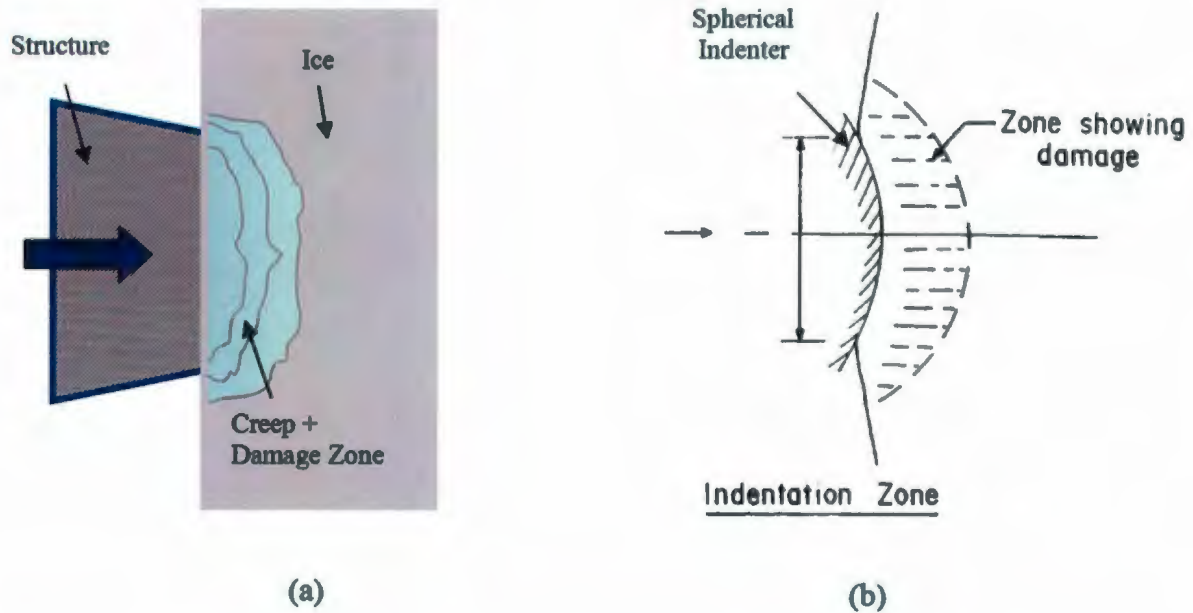 Structure
Ice
Creep +
Damage Zone
(a)
Spherical
Indenter
Zone showing
damage
Indentation Zone
(b)